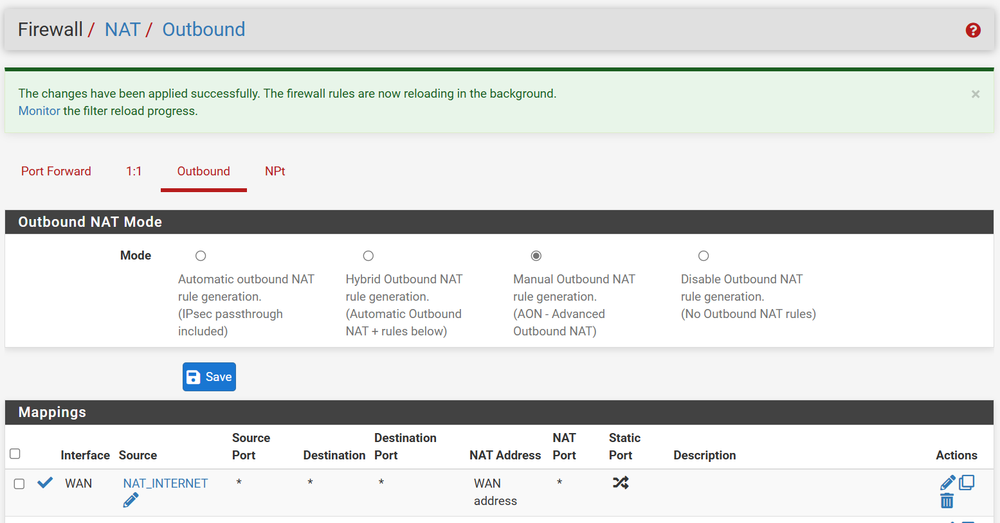 Firewall / NAT / Outbound
The changes have been applied successfully. The firewall rules are now reloading in the background.
Monitor the filter reload progress.
×
Port Forward 1:1 Outbound NPt
Outbound NAT Mode
Mode
Automatic outbound NAT
rule generation.
(IPsec passthrough
included)
Hybrid Outbound NAT
rule generation.
(Automatic Outbound
NAT + rules below)
Manual Outbound NAT
rule generation.
(AON - Advanced
Outbound NAT)
Disable Outbound NAT
rule generation.
(No Outbound NAT rules)
Save
Mappings
Interface Source Source Port Destination Destination Port NAT Address NAT Port Static Port Description Actions
WAN NAT_INTERNET * * * WAN address *